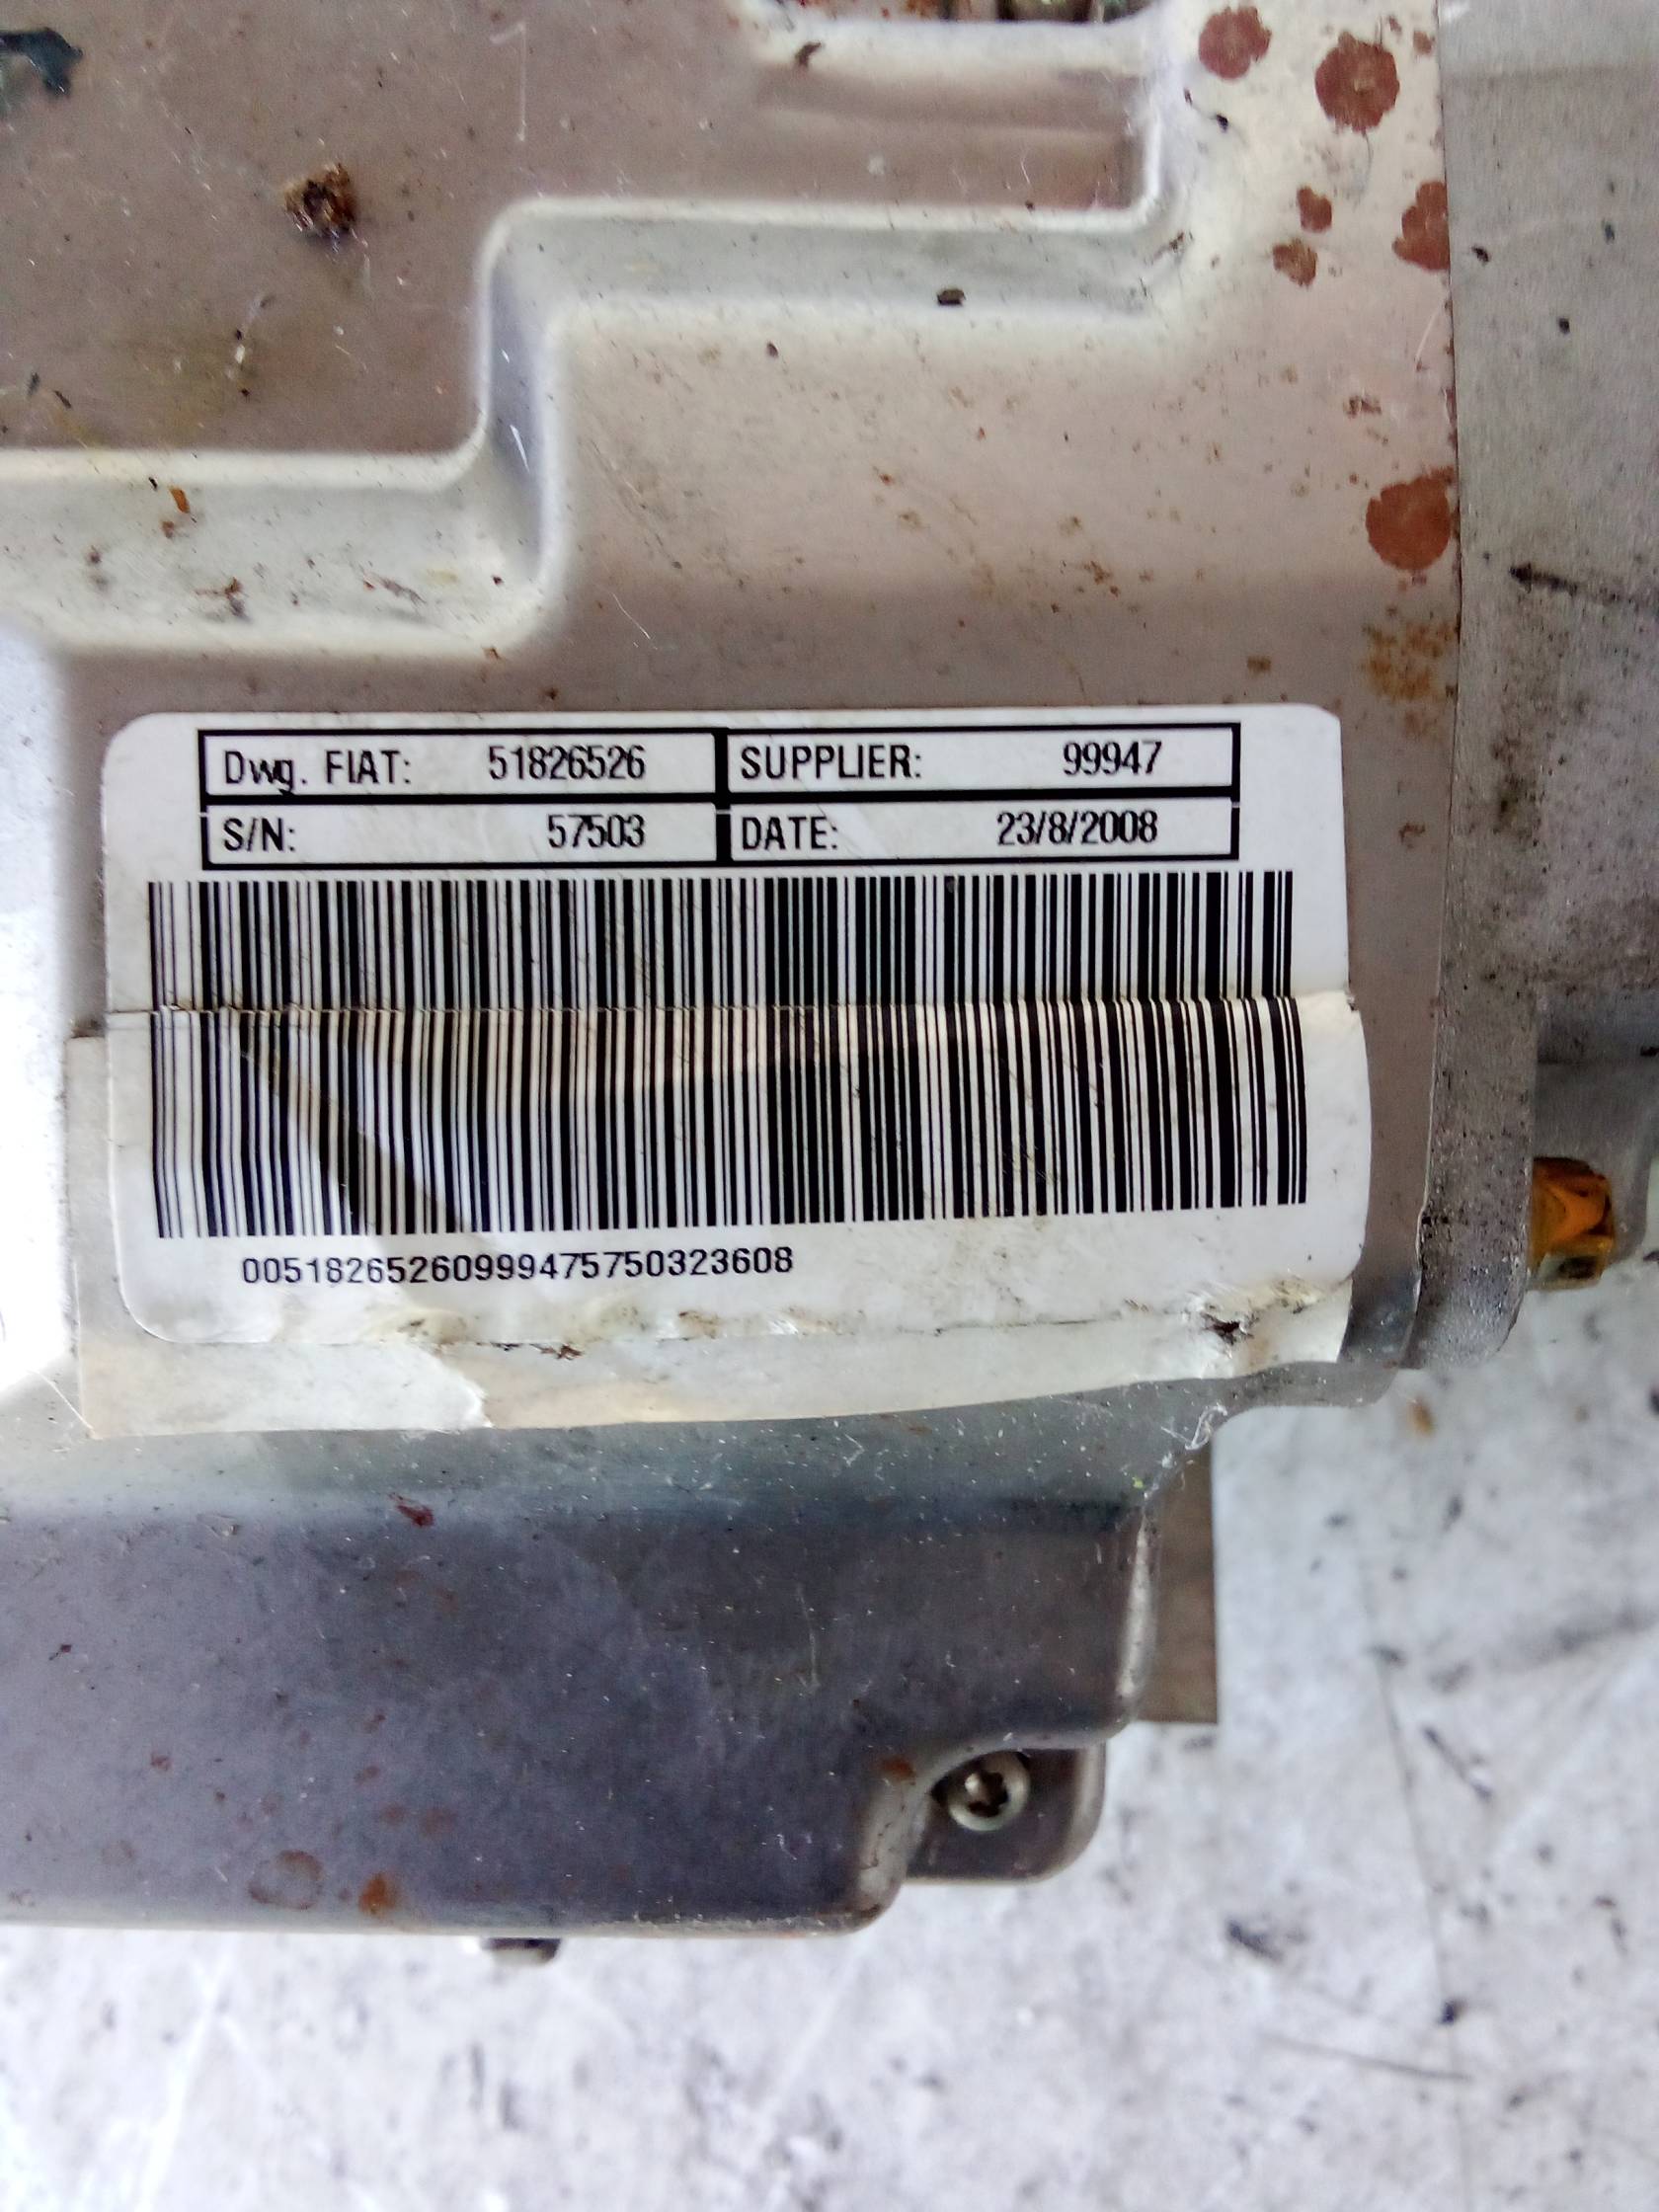 Dwg. FIAT: 51826526 SUPPLIER: 99947
S/N: 57503 DATE: 23/8/2008
00518265260999475750323608